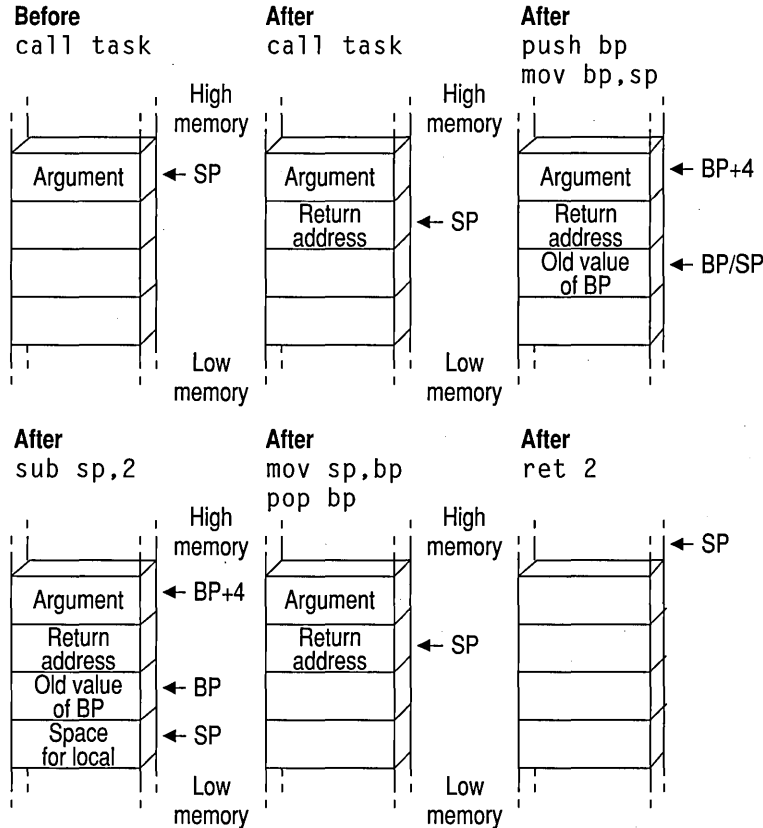 Before
call task
High
memory
Argument
SP
Low
memory
After
call task
High
memory
Argument
Return
address
SP
Low
memory
After
push bp
mov bp,sp
Argument
BP+4
Return
address
Old value
of BP
BP/SP
After
sub sp,2
High
memory
Argument
BP+4
Return
address
Old value
of BP
BP
Space
for local
SP
Low
memory
After
mov sp,bp
pop bp
High
memory
Argument
Return
address
SP
Low
memory
After
ret 2
SP